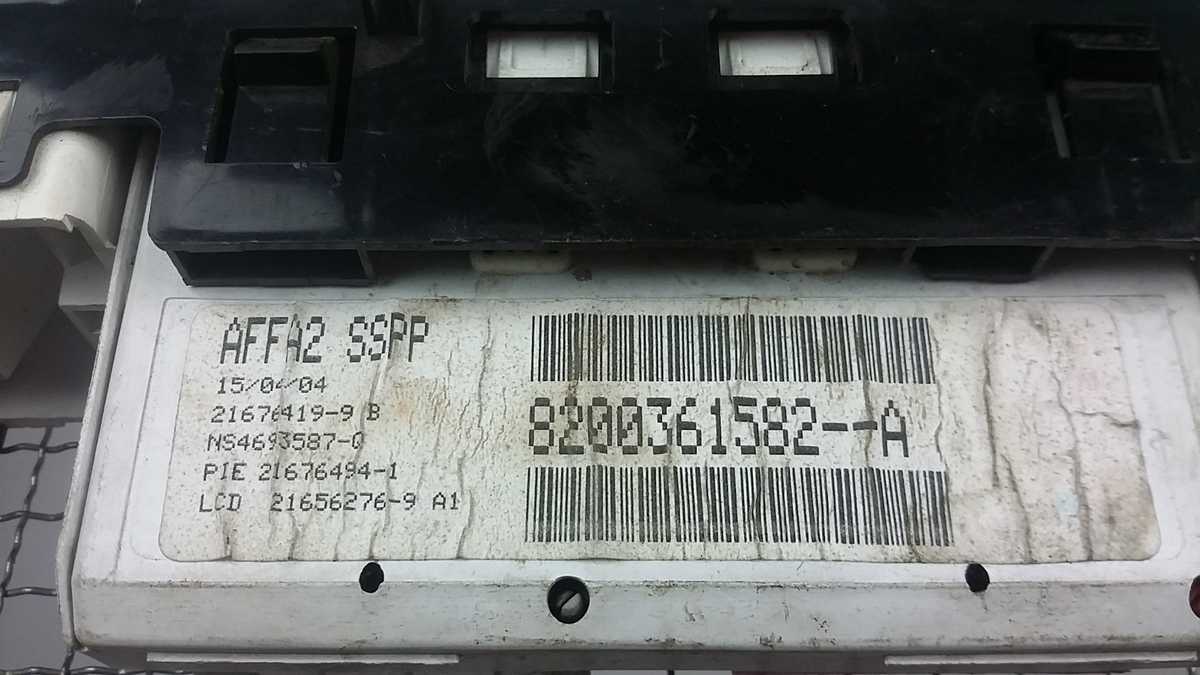 AFFA2 SSPP
15/04/04
21676419-9 B
NS4693587-0
PIE 21676494-1
LCD 21656276-9 A1
8200361582--A